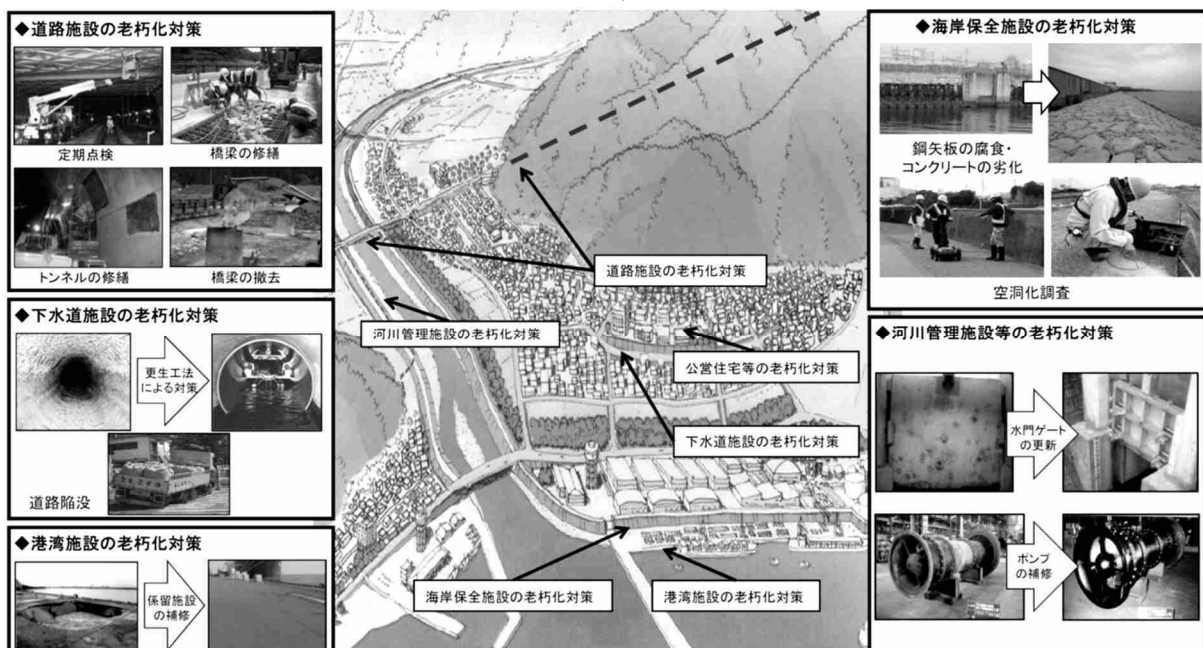 ◆道路施設の老朽化対策
定期点検
橋梁の修繕
トンネルの修繕
橋梁の撤去
◆下水道施設の老朽化対策
更生工法
による対策
道路陥没
◆港湾施設の老朽化対策
係留施設
の補修
道路施設の老朽化対策
河川管理施設の老朽化対策
公営住宅等の老朽化対策
下水道施設の老朽化対策
海岸保全施設の老朽化対策
港湾施設の老朽化対策
◆海岸保全施設の老朽化対策
鋼矢板の腐食・
コンクリートの劣化
空洞化調査
◆河川管理施設等の老朽化対策
水門ゲート
の更新
ポンプ
の補修